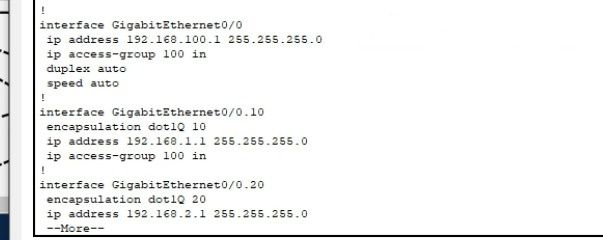 !
interface GigabitEthernet0/0
ip address 192.168.100.1 255.255.255.0
ip access-group 100 in
duplex auto
speed auto
!
interface GigabitEthernet0/0.10
encapsulation dot1Q 10
ip address 192.168.1.1 255.255.255.0
ip access-group 100 in
!
interface GigabitEthernet0/0.20
encapsulation dot1Q 20
ip address 192.168.2.1 255.255.255.0
--More--